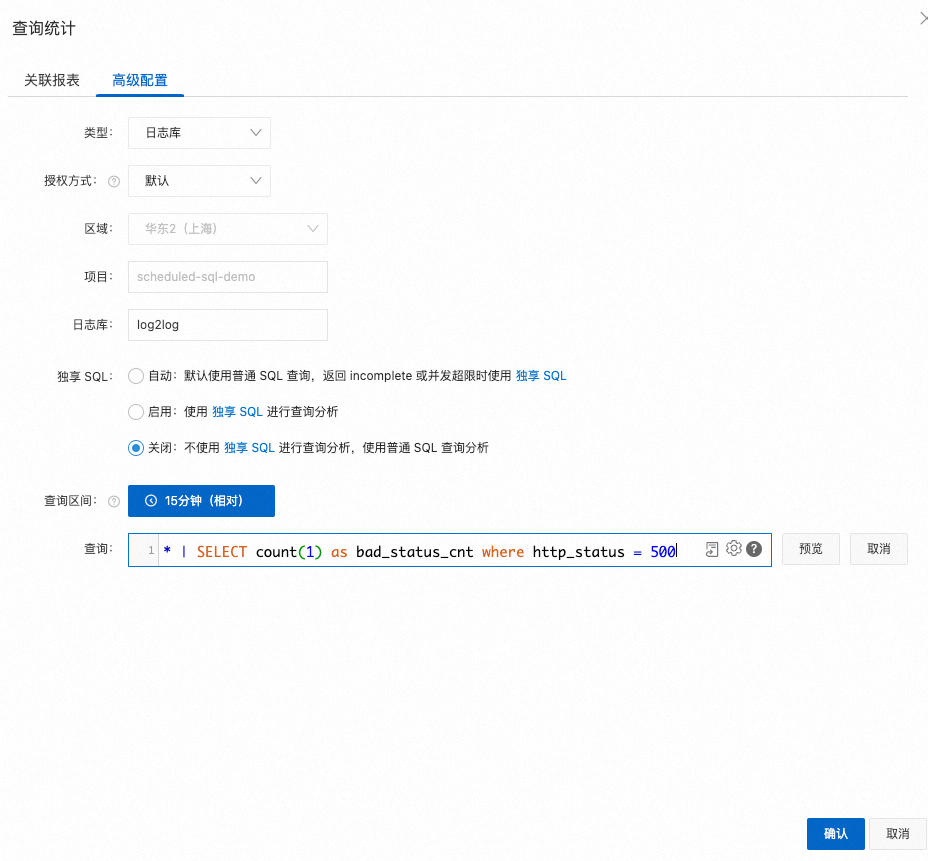 查询统计
关联报表 高级配置
类型： 日志库
授权方式： 默认
区域： 华东2（上海）
项目： scheduled-sql-demo
日志库： log2log
独享 SQL： 自动：默认使用普通 SQL 查询，返回 incomplete 或并发超限时使用 独享 SQL
启用：使用 独享 SQL 进行查询分析
关闭：不使用 独享 SQL 进行查询分析，使用普通 SQL 查询分析
查询区间： 15分钟（相对）
查询： 1 * | SELECT count(1) as bad_status_cnt where http_status = 500 预览 取消
确认 取消